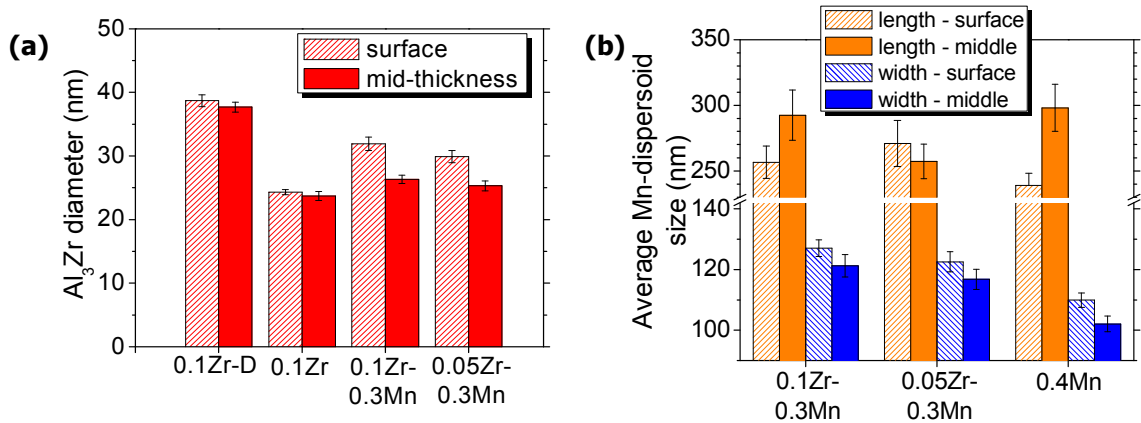 (a)
Al3Zr diameter (nm)
50
40
30
20
10
0
surface
mid-thickness
0.1Zr-D
0.1Zr
0.1Zr-
0.3Mn
0.05Zr-
0.3Mn
(b)
Average Mn-dispersoid
size (nm)
350
300
250
140
120
100
length - surface
length - middle
width - surface
width - middle
0.1Zr-
0.3Mn
0.05Zr-
0.3Mn
0.4Mn